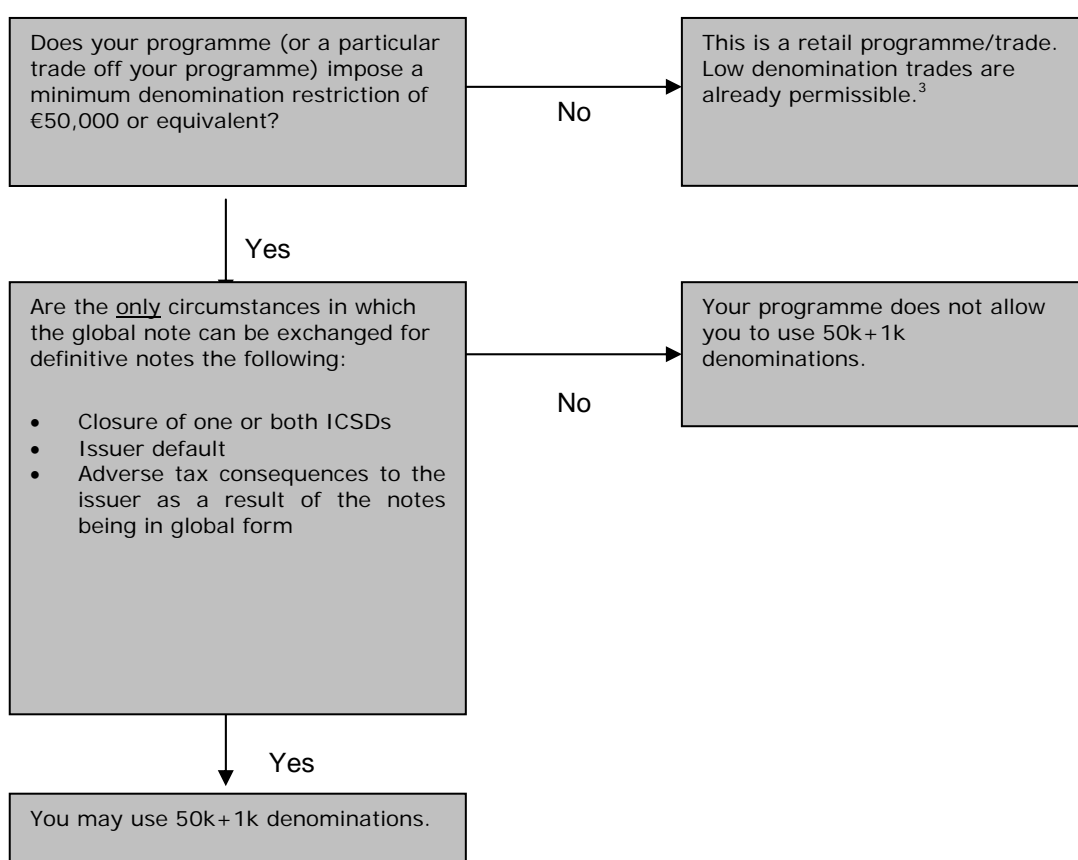 Does your programme (or a particular
trade off your programme) impose a
minimum denomination restriction of
€50,000 or equivalent?
No
This is a retail programme/trade.
Low denomination trades are
already permissible.3
Yes
Are the only circumstances in which
the global note can be exchanged for
definitive notes the following:
• Closure of one or both ICSDs
• Issuer default
• Adverse tax consequences to the
issuer as a result of the notes
being in global form
No
Your programme does not allow
you to use 50k+1k
denominations.
Yes
You may use 50k+1k denominations.